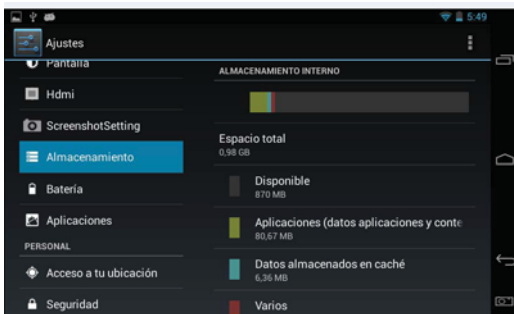 5:49
Ajustes
Pantalla
Hdmi
ScreenshotSetting
Almacenamiento
Batería
Aplicaciones
PERSONAL
Acceso a tu ubicación
Seguridad
ALMACENAMIENTO INTERNO
Espacio total
0,98 GB
Disponible
870 MB
Aplicaciones (datos aplicaciones y conte
80,67 MB
Datos almacenados en caché
6,36 MB
Varios